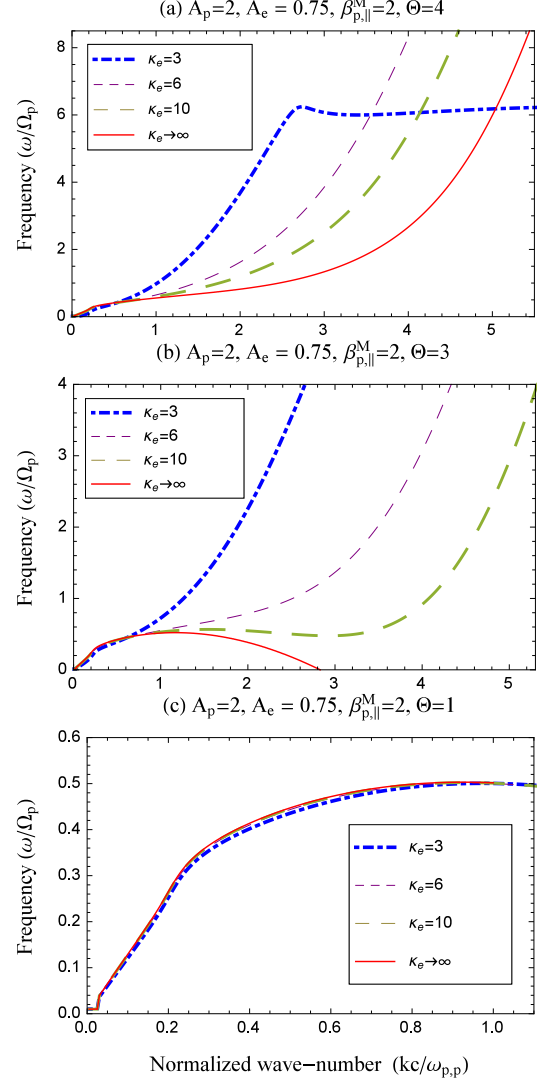 (a) Aₚ=2, Aₑ = 0.75, βᴹₚ,∥=2, Θ=4
8
6
4
2
0
Frequency (ω/Ωₚ)
κₑ=3
κₑ=6
κₑ=10
κₑ→∞
0 1 2 3 4 5
(b) Aₚ=2, Aₑ = 0.75, βᴹₚ,∥=2, Θ=3
4
3
2
1
0
Frequency (ω/Ωₚ)
κₑ=3
κₑ=6
κₑ=10
κₑ→∞
0 1 2 3 4 5
(c) Aₚ=2, Aₑ = 0.75, βᴹₚ,∥=2, Θ=1
0.6
0.5
0.4
0.3
0.2
0.1
0.0
Frequency (ω/Ωₚ)
κₑ=3
κₑ=6
κₑ=10
κₑ→∞
0.0 0.2 0.4 0.6 0.8 1.0
Normalized wave−number (kc/ωₚ,ₚ)